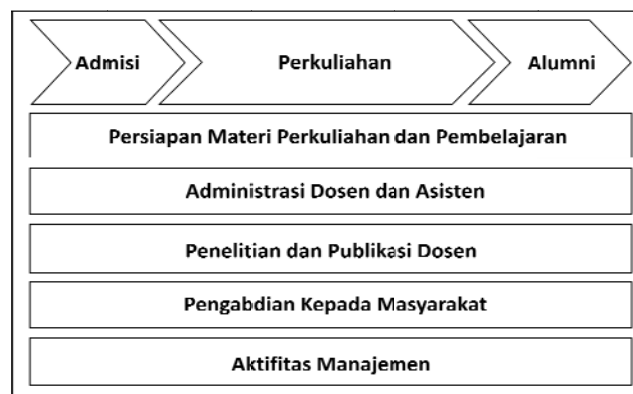 Admisi
Perkuliahan
Alumni
Persiapan Materi Perkuliahan dan Pembelajaran
Administrasi Dosen dan Asisten
Penelitian dan Publikasi Dosen
Pengabdian Kepada Masyarakat
Aktifitas Manajemen